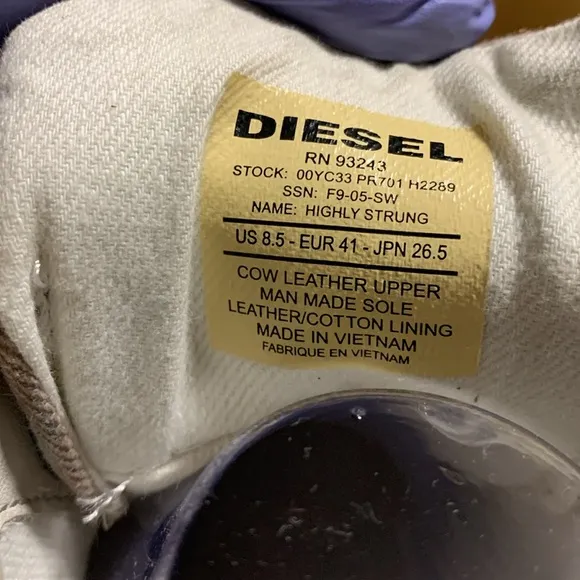 DIESEL
RN 93243
STOCK: 00YC33 PR701 H2289
SSN: F9-05-SW
NAME: HIGHLY STRUNG
US 8.5 - EUR 41 - JPN 26.5
COW LEATHER UPPER
MAN MADE SOLE
LEATHER/COTTON LINING
MADE IN VIETNAM
FABRIQUE EN VIETNAM